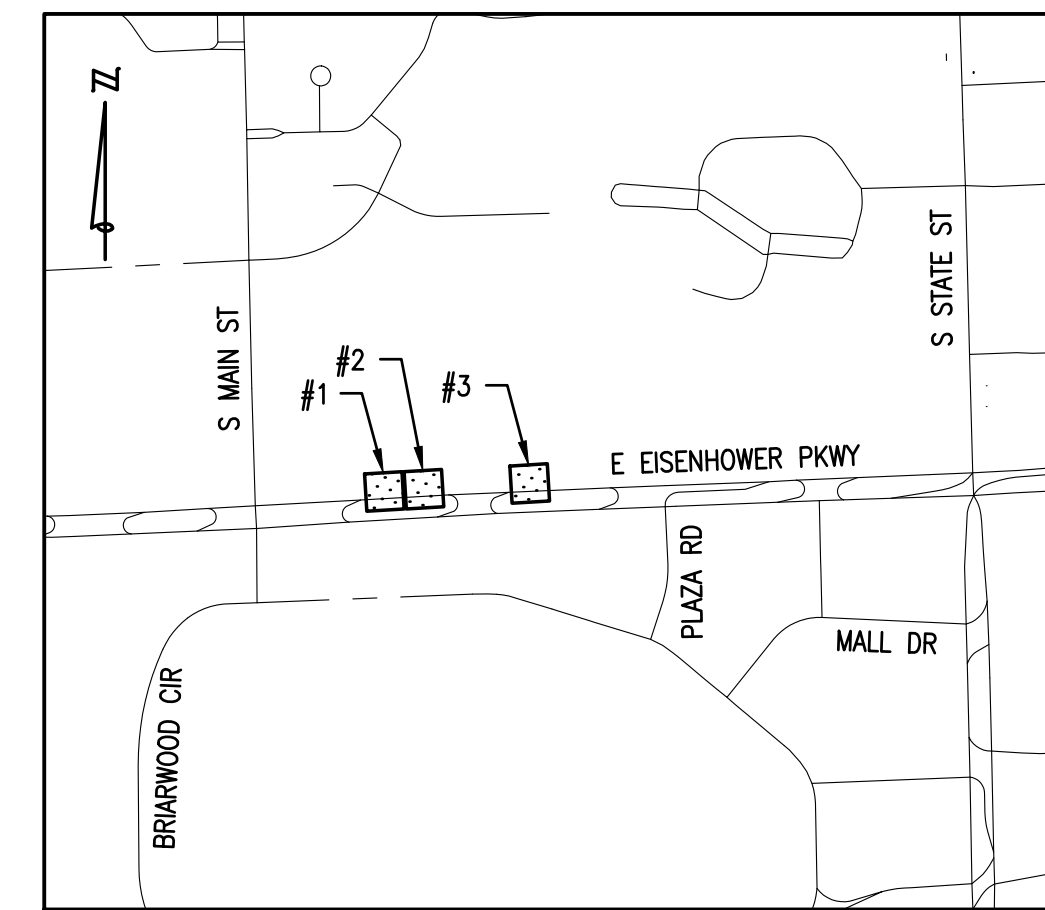 N
S STATE ST
S MAIN ST
#2
#1
#3
E EISENHOWER PKWY
PLAZA RD
MALL DR
BRIARWOOD CIR